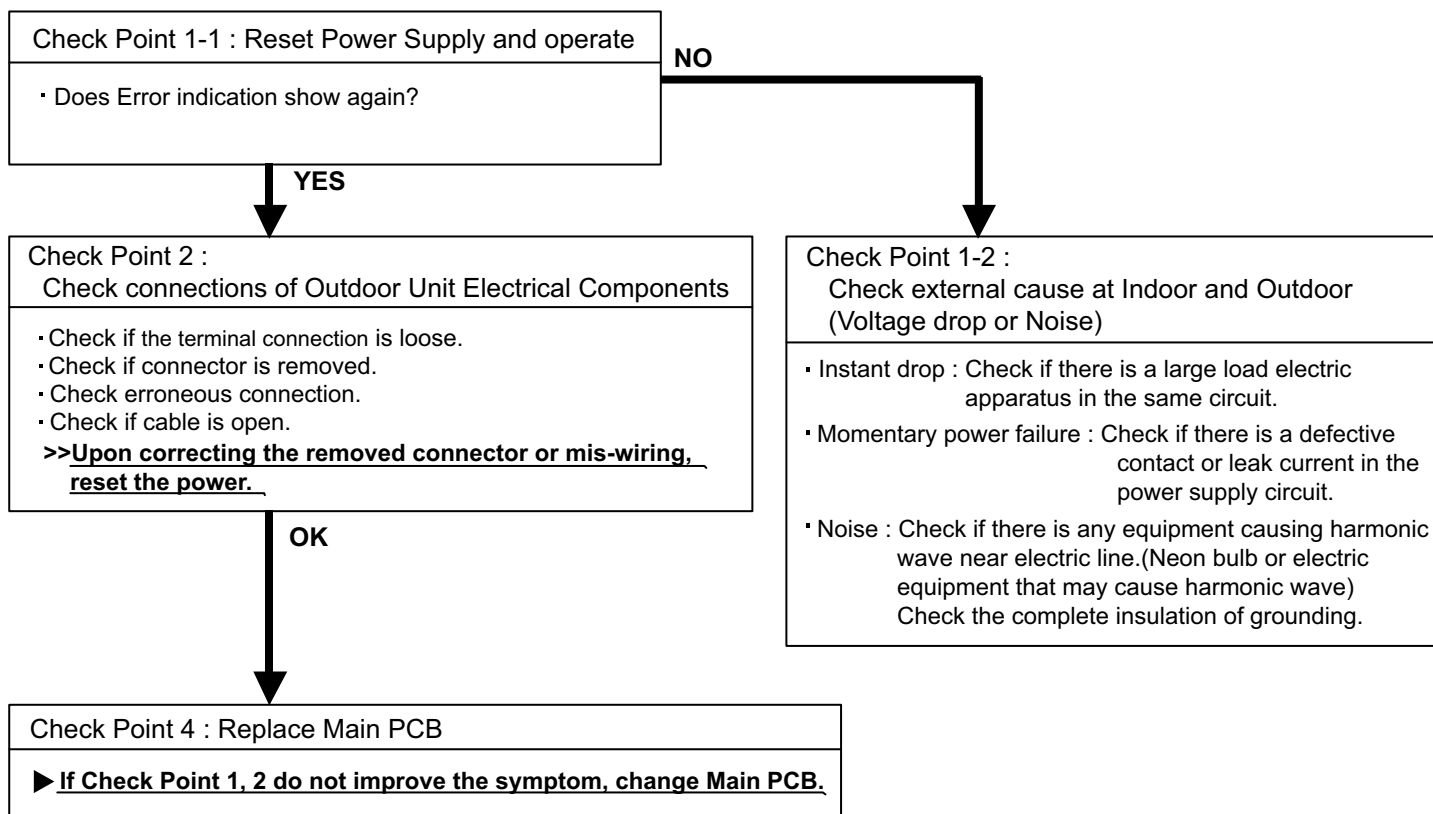 Check Point 1-1 : Reset Power Supply and operate
· Does Error indication show again?
NO
YES
Check Point 2 :
Check connections of Outdoor Unit Electrical Components
· Check if the terminal connection is loose.
· Check if connector is removed.
· Check erroneous connection.
· Check if cable is open.
>>Upon correcting the removed connector or mis-wiring,
reset the power.
OK
Check Point 1-2 :
Check external cause at Indoor and Outdoor
(Voltage drop or Noise)
· Instant drop : Check if there is a large load electric
apparatus in the same circuit.
· Momentary power failure : Check if there is a defective
contact or leak current in the
power supply circuit.
· Noise : Check if there is any equipment causing harmonic
wave near electric line.(Neon bulb or electric
equipment that may cause harmonic wave)
Check the complete insulation of grounding.
Check Point 4 : Replace Main PCB
▶ If Check Point 1, 2 do not improve the symptom, change Main PCB.